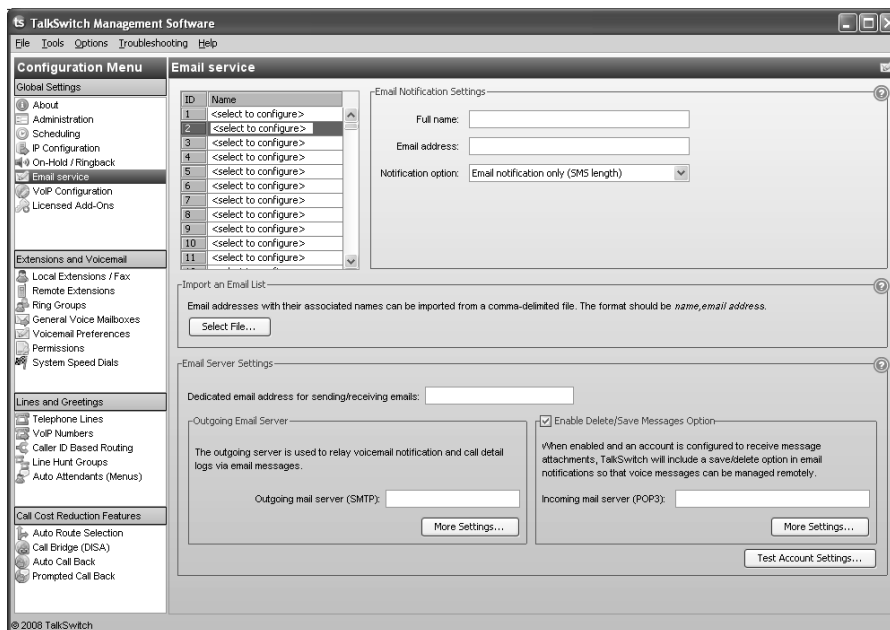 ts TalkSwitch Management Software
File Tools Options Troubleshooting Help
Configuration Menu
Global Settings
About
Administration
Scheduling
IP Configuration
On-Hold / Ringback
Email service
VoIP Configuration
Licensed Add-Ons
Extensions and Voicemail
Local Extensions / Fax
Remote Extensions
Ring Groups
General Voice Mailboxes
Voicemail Preferences
Permissions
System Speed Dials
Lines and Greetings
Telephone Lines
VoIP Numbers
Caller ID Based Routing
Line Hunt Groups
Auto Attendants (Menus)
Call Cost Reduction Features
Auto Route Selection
Call Bridge (DISA)
Auto Call Back
Prompted Call Back
© 2008 TalkSwitch
Email service
ID Name
1 <select to configure>
2 <select to configure>
3 <select to configure>
4 <select to configure>
5 <select to configure>
6 <select to configure>
7 <select to configure>
8 <select to configure>
9 <select to configure>
10 <select to configure>
11 <select to configure>
Email Notification Settings
Full name:
Email address:
Notification option: Email notification only (SMS length)
Import an Email List
Email addresses with their associated names can be imported from a comma-delimited file. The format should be name,email address.
Select File...
Email Server Settings
Dedicated email address for sending/receiving emails:
Outgoing Email Server
The outgoing server is used to relay voicemail notification and call detail
logs via email messages.
Outgoing mail server (SMTP):
More Settings...
Enable Delete/Save Messages Option
When enabled and an account is configured to receive message
attachments, TalkSwitch will include a save/delete option in email
notifications so that voice messages can be managed remotely.
Incoming mail server (POP3):
More Settings...
Test Account Settings...